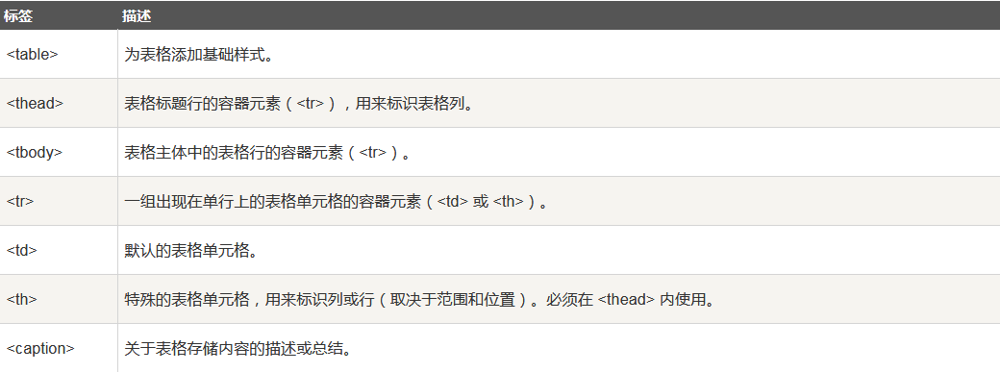 标签 描述
<table> 为表格添加基础样式。
<thead> 表格标题行的容器元素（<tr>），用来标识表格列。
<tbody> 表格主体中的表格行的容器元素（<tr>）。
<tr> 一组出现在单行上的表格单元格的容器元素（<td> 或 <th>）。
<td> 默认的表格单元格。
<th> 特殊的表格单元格，用来标识列或行（取决于范围和位置）。必须在 <thead> 内使用。
<caption> 关于表格存储内容的描述或总结。